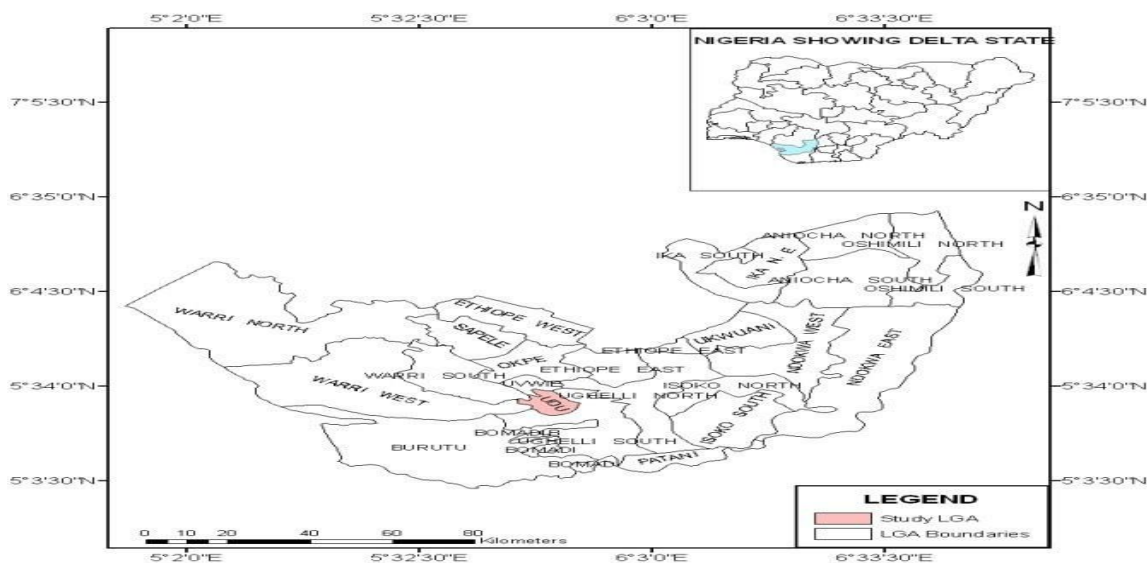 5°2'0"E 5°32'30"E 6°3'0"E 6°33'30"E
NIGERIA SHOWING DELTA STATE
7°5'30"N 7°5'30"N
6°35'0"N 6°35'0"N
N
ANIOCHA NORTH
OSHIMILI NORTH
IKA SOUTH
IKA N.E
ANIOCHA SOUTH
OSHIMILI SOUTH
6°4'30"N 6°4'30"N
WARRI NORTH
ETHIOPE WEST
SAPELE
UKWUANI
NDOKWA WEST
NDOKWA EAST
ETHIOPE EAST
OKPE
ETHIOPE EAST
WARRI SOUTH
UVWIE
ISOKO NORTH
5°34'0"N 5°34'0"N
WARRI WEST
UDU
UGHELLI NORTH
ISOKO SOUTH
BOMADI
UGHELLI SOUTH
BURUTU
BOMADI
BOMADI
PATANI
5°3'30"N 5°3'30"N
LEGEND
Study LGA
LGA Boundaries
0 10 20 40 60 80
Kilometers
5°2'0"E 5°32'30"E 6°3'0"E 6°33'30"E